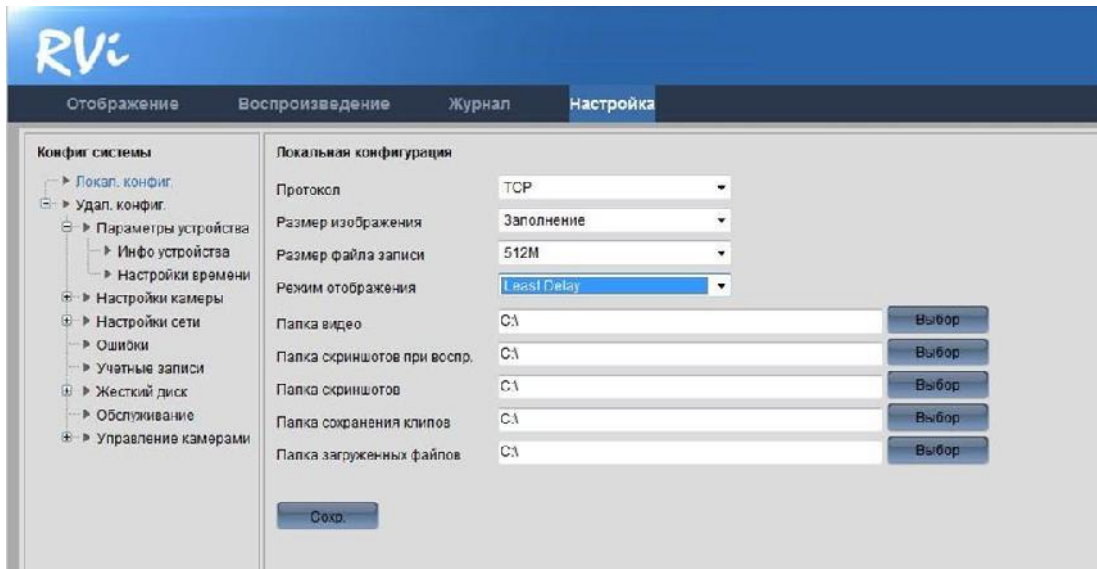 RVi
Отображение Воспроизведение Журнал Настройка
Конфиг системы
Локал. конфиг.
Удал. конфиг.
Параметры устройства
Инфо устройства
Настройки времени
Настройки камеры
Настройки сети
Ошибки
Учетные записи
Жесткий диск
Обслуживание
Управление камерами
Локальная конфигурация
Протокол TCP
Размер изображения Заполнение
Размер файла записи 512M
Режим отображения Least Delay
Папка видео C:\ Выбор
Папка скриншотов при воспр. C:\ Выбор
Папка скриншотов C:\ Выбор
Папка сохранения клипов C:\ Выбор
Папка загруженных файлов C:\ Выбор
Сохр.